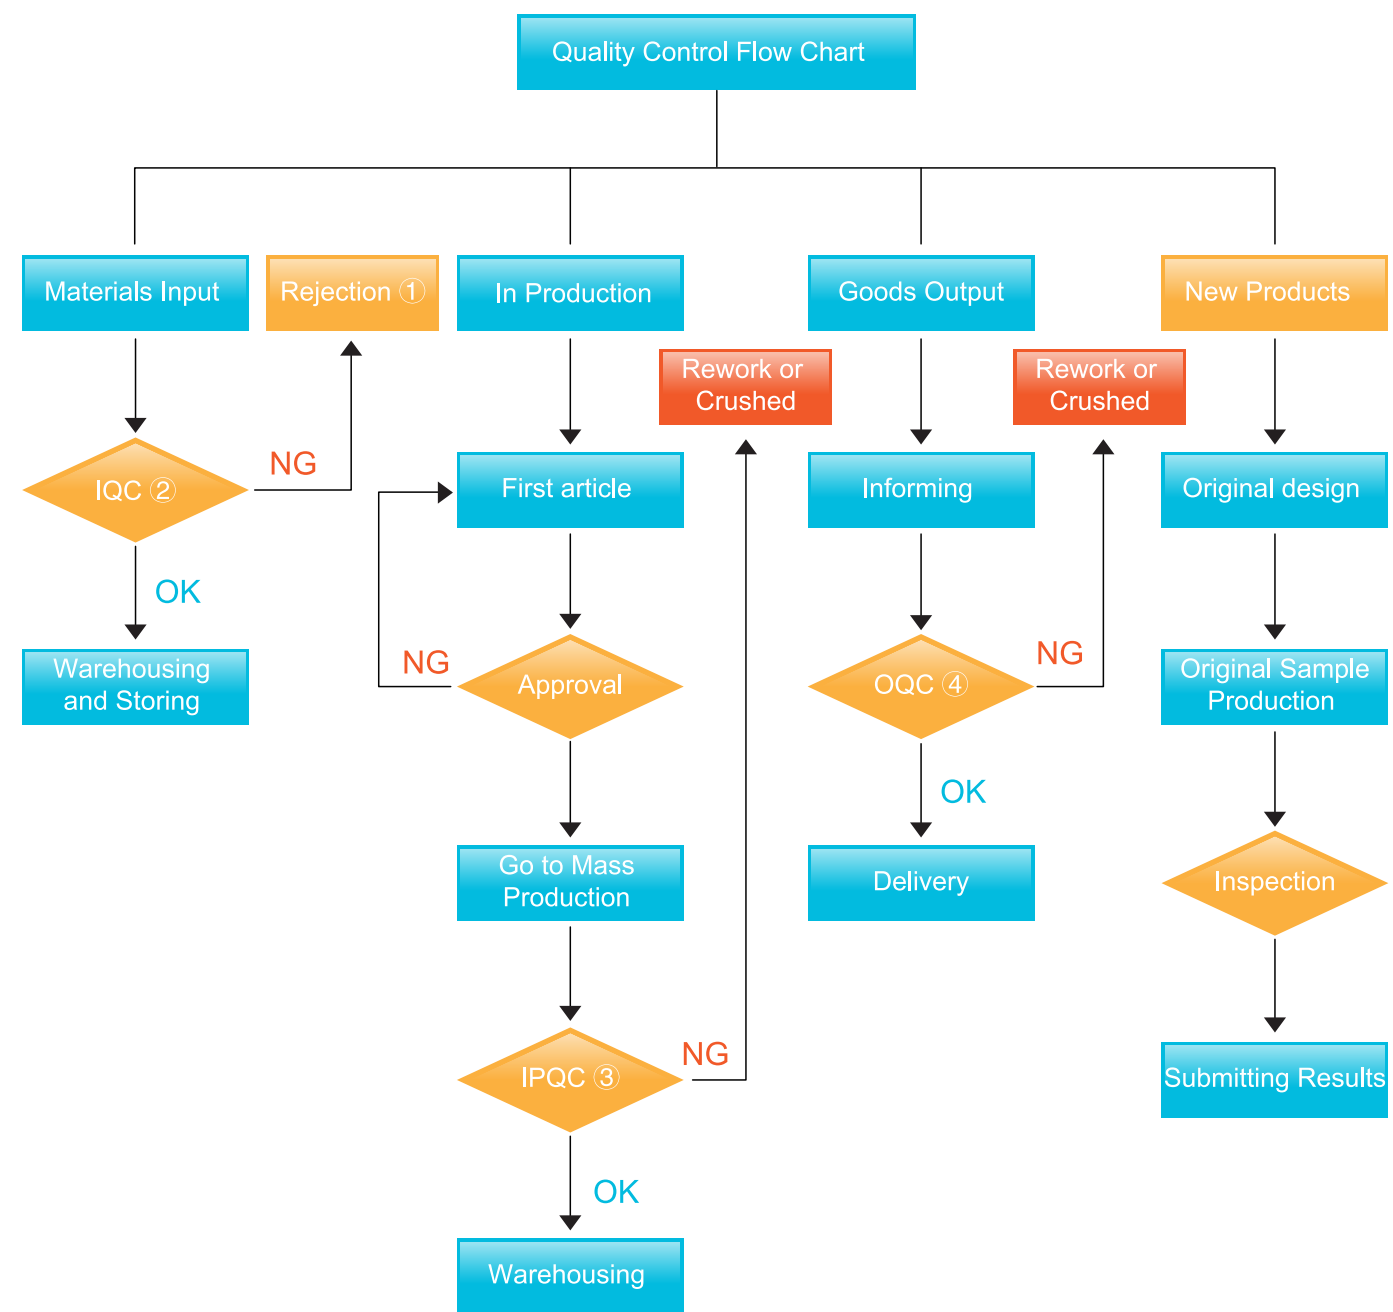 Quality Control Flow Chart
Materials Input
Rejection ①
In Production
Goods Output
New Products
Rework or
Crushed
Rework or
Crushed
NG
IQC ②
First article
Informing
Original design
OK
Warehousing
and Storing
NG
Approval
OQC ④
NG
Original Sample
Production
OK
Go to Mass
Production
Delivery
Inspection
NG
IPQC ③
Submitting Results
OK
Warehousing